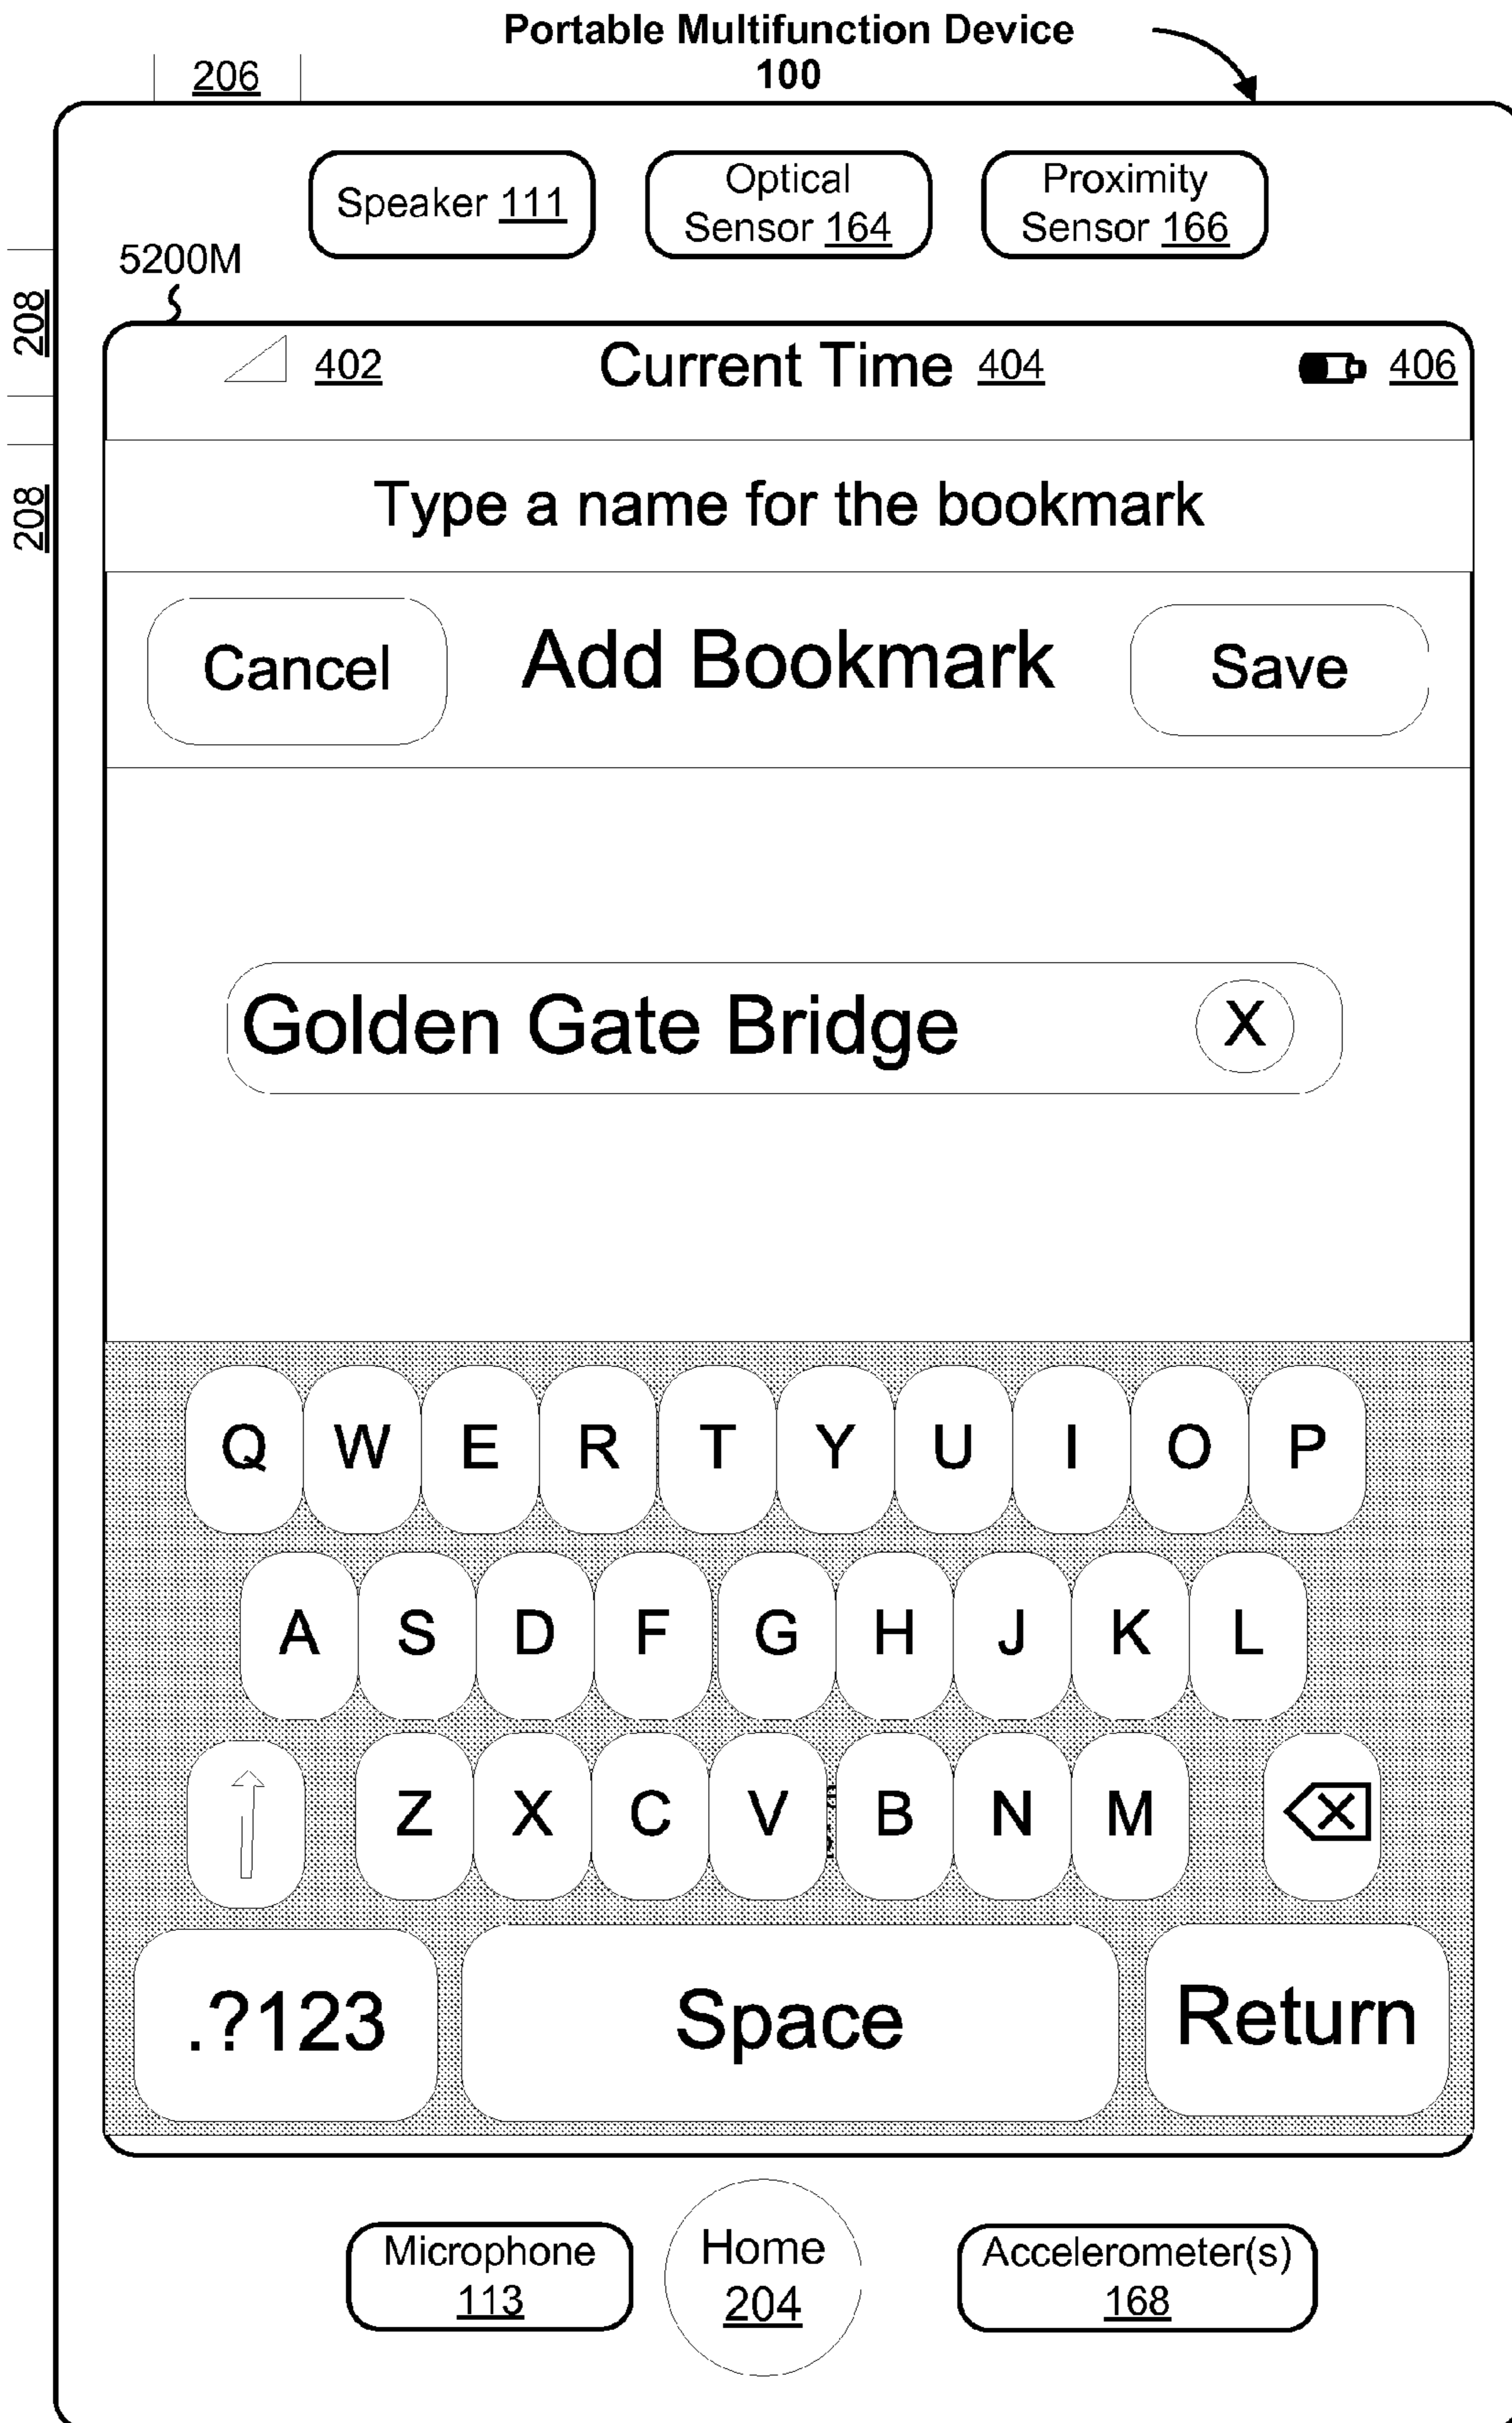 Portable Multifunction Device
100
206
Speaker 111
Optical
Sensor 164
Proximity
Sensor 166
5200M
208
208
402
Current Time 404
406
Type a name for the bookmark
Cancel
Add Bookmark
Save
Golden Gate Bridge
X
Q W E R T Y U I O P
A S D F G H J K L
Z X C V B N M
.?123
Space
Return
Microphone
113
Home
204
Accelerometer(s)
168